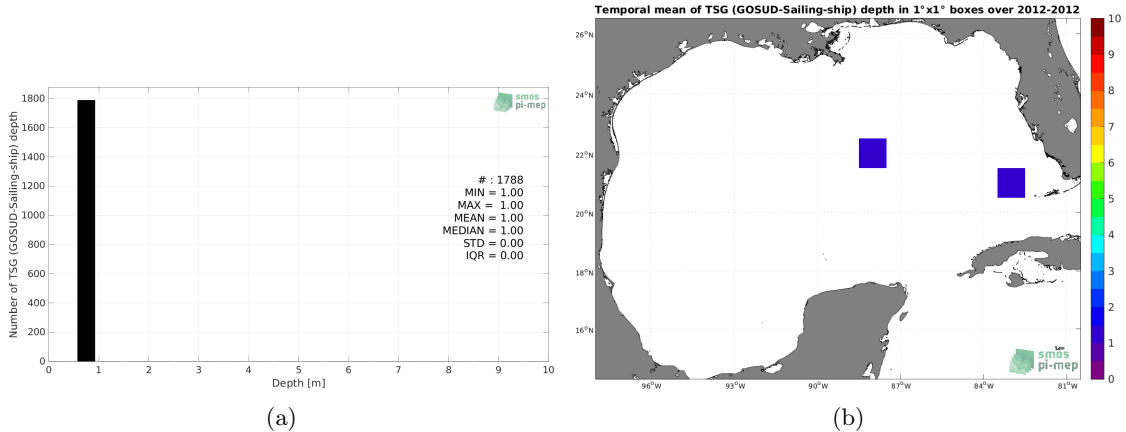 Temporal mean of TSG (GOSUD-Sailing-ship) depth in 1°x1° boxes over 2012-2012
Number of TSG (GOSUD-Sailing-ship) depth
1800
1600
1400
1200
1000
800
600
400
200
0
smos
pi-mep
# : 1788
MIN = 1.00
MAX = 1.00
MEAN = 1.00
MEDIAN = 1.00
STD = 0.00
IQR = 0.00
0 1 2 3 4 5 6 7 8 9 10
Depth [m]
(a)
26°N
24°N
22°N
20°N
18°N
16°N
96°W 93°W 90°W 87°W 84°W 81°W
smos
pi-mep
10
9
8
7
6
5
4
3
2
1
0
(b)